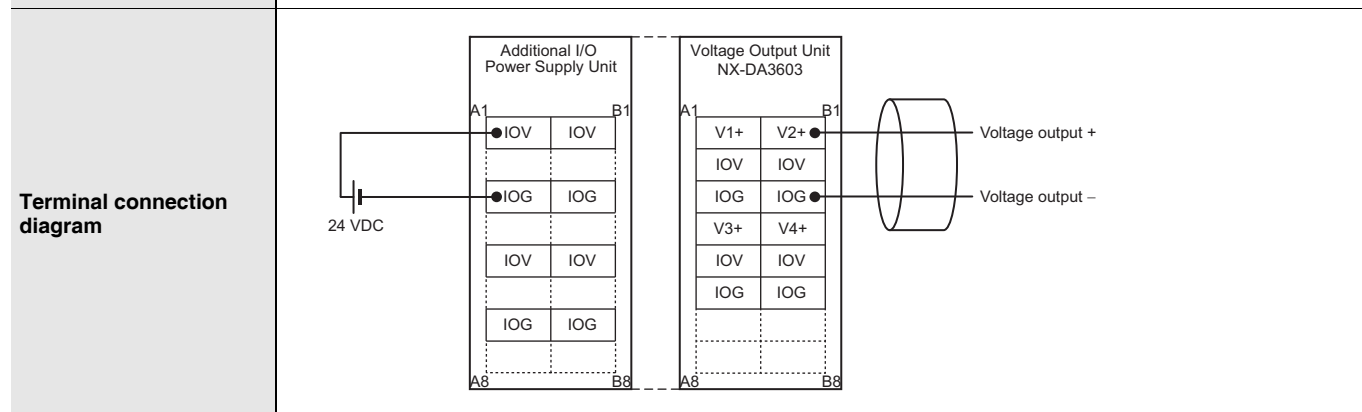 Terminal connection
diagram
Additional I/O
Power Supply Unit
A1 B1
IOV IOV
IOG IOG
IOV IOV
IOG IOG
A8 B8
24 VDC
Voltage Output Unit
NX-DA3603
A1 B1
V1+ V2+
IOV IOV
IOG IOG
V3+ V4+
IOV IOV
IOG IOG
A8 B8
Voltage output +
Voltage output −